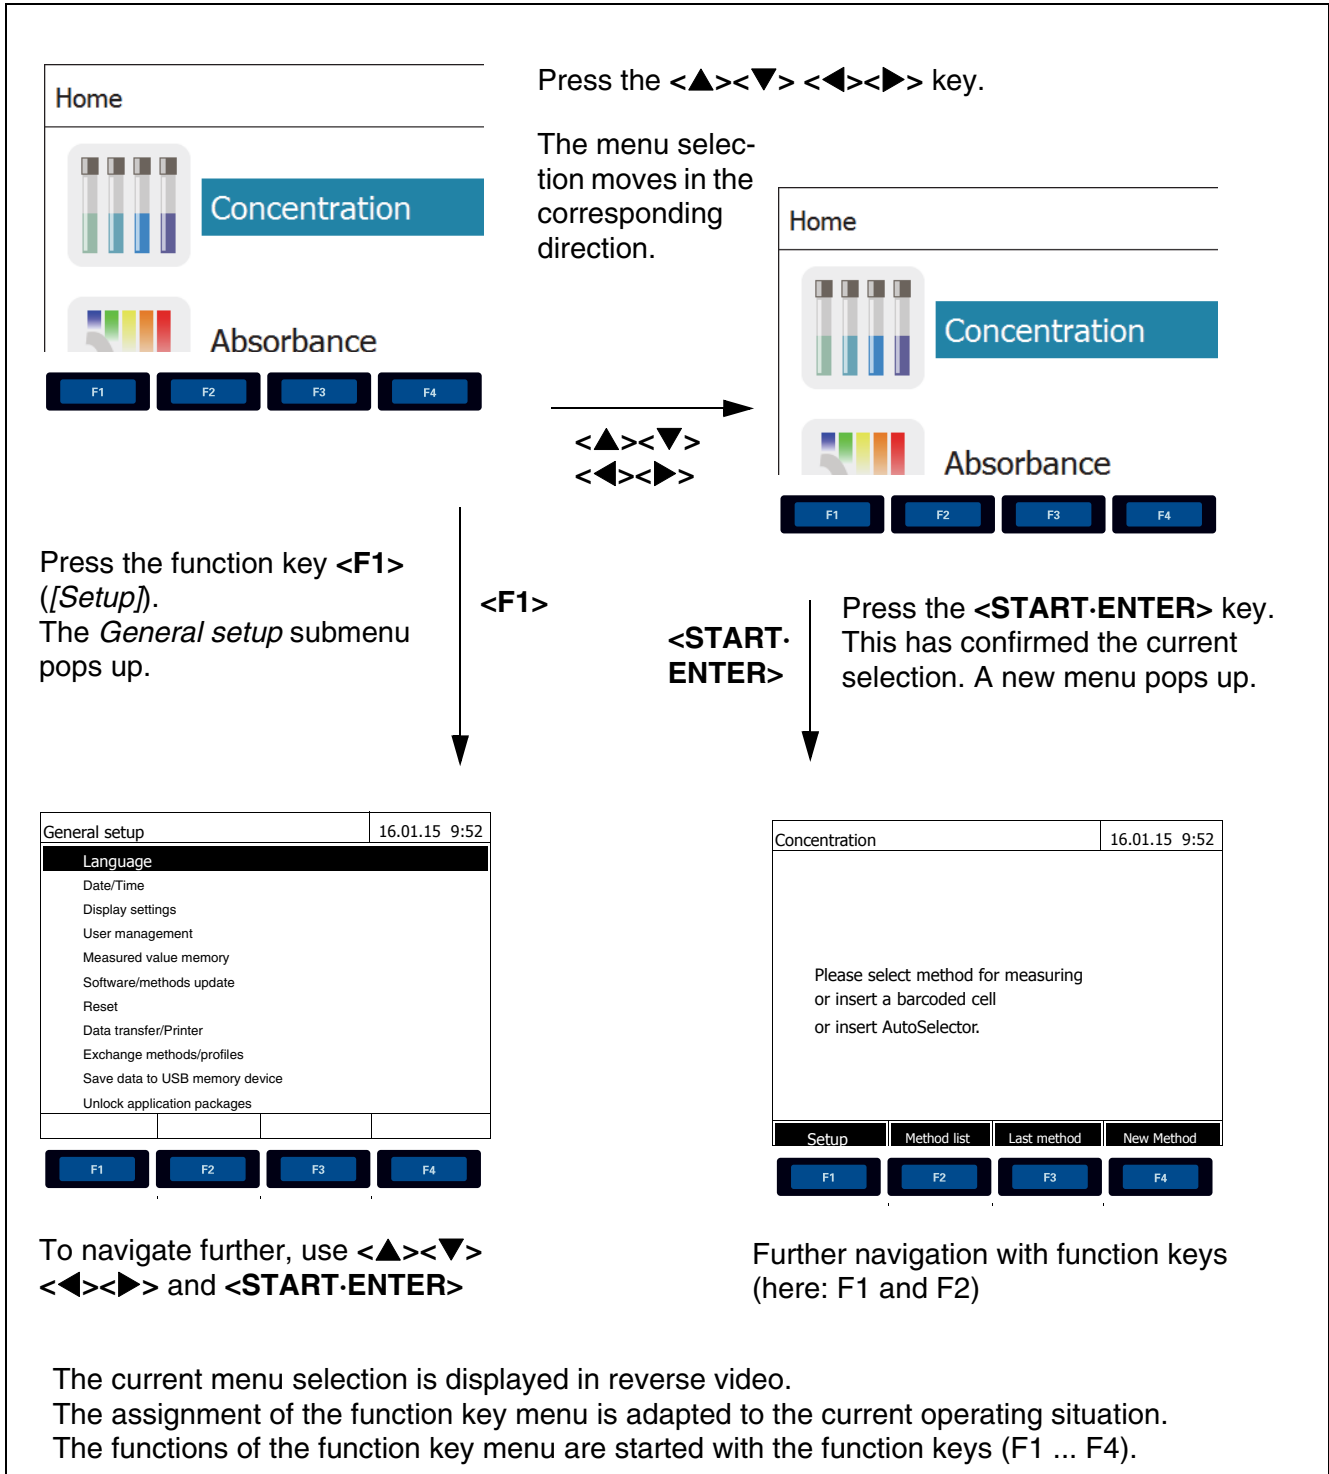 Home
Concentration
Absorbance
F1 F2 F3 F4
Press the <▲><▼> <◀><▶> key.
The menu selec-
tion moves in the
corresponding
direction.
<▲><▼>
<◀><▶>
Home
Concentration
Absorbance
F1 F2 F3 F4
Press the function key <F1>
([Setup]).
The General setup submenu
pops up.
<F1>
<START·
ENTER>
Press the <START·ENTER> key.
This has confirmed the current
selection. A new menu pops up.
General setup 16.01.15 9:52
Language
Date/Time
Display settings
User management
Measured value memory
Software/methods update
Reset
Data transfer/Printer
Exchange methods/profiles
Save data to USB memory device
Unlock application packages
F1 F2 F3 F4
To navigate further, use <▲><▼>
<◀><▶> and <START·ENTER>
Concentration 16.01.15 9:52
Please select method for measuring
or insert a barcoded cell
or insert AutoSelector.
Setup Method list Last method New Method
F1 F2 F3 F4
Further navigation with function keys
(here: F1 and F2)
The current menu selection is displayed in reverse video.
The assignment of the function key menu is adapted to the current operating situation.
The functions of the function key menu are started with the function keys (F1 ... F4).